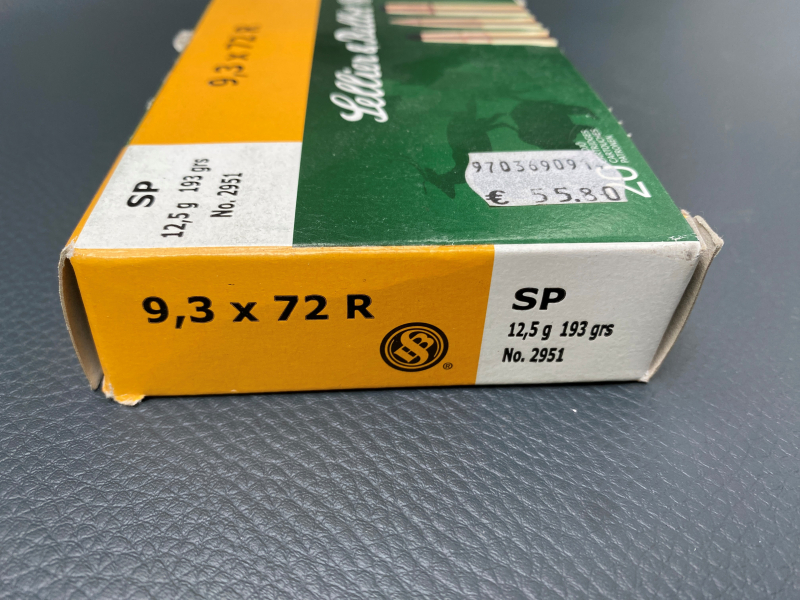 9,3 x 72 R
Sellier & Bellot
SP
12,5 g 193 grs
No. 2951
970369091
€ 55.80
20
9,3 x 72 R
®
SP
12,5 g 193 grs
No. 2951